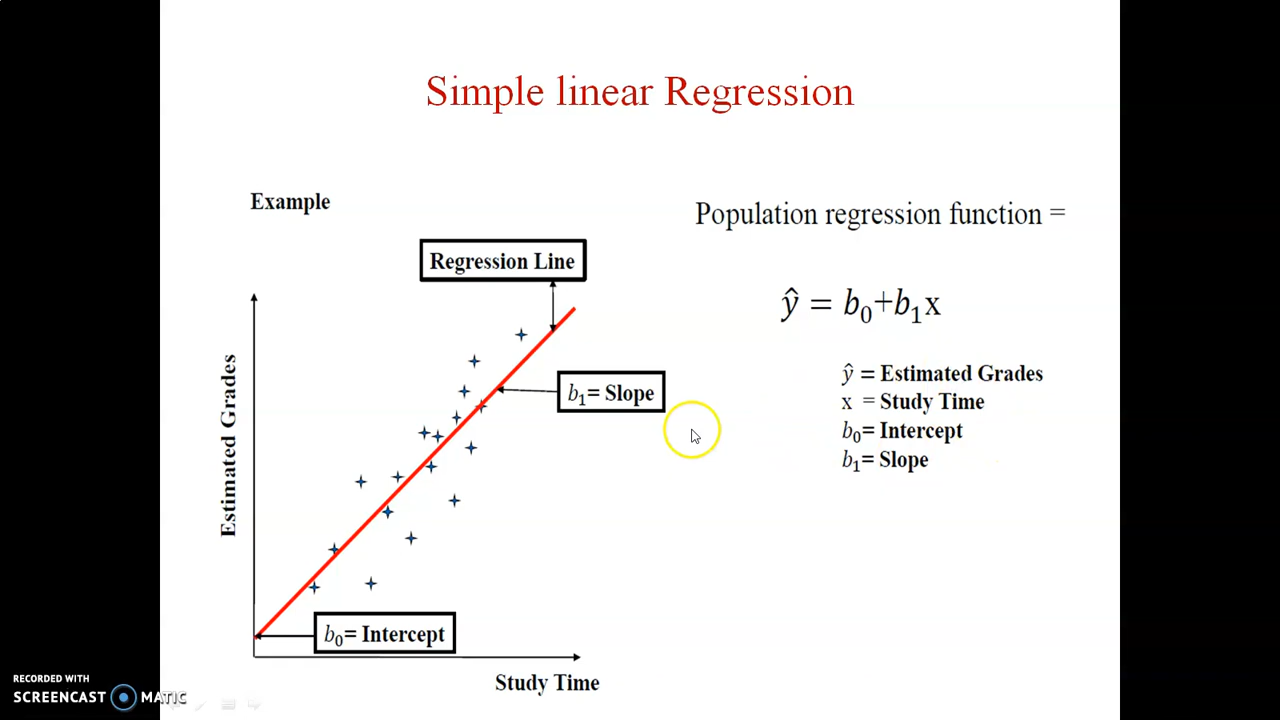 Simple linear Regression
Example
Population regression function =
Regression Line
ŷ = b₀+b₁x
b₁= Slope
ŷ = Estimated Grades
x = Study Time
b₀= Intercept
b₁= Slope
Estimated Grades
b₀= Intercept
Study Time
RECORDED WITH
SCREENCAST MATIC